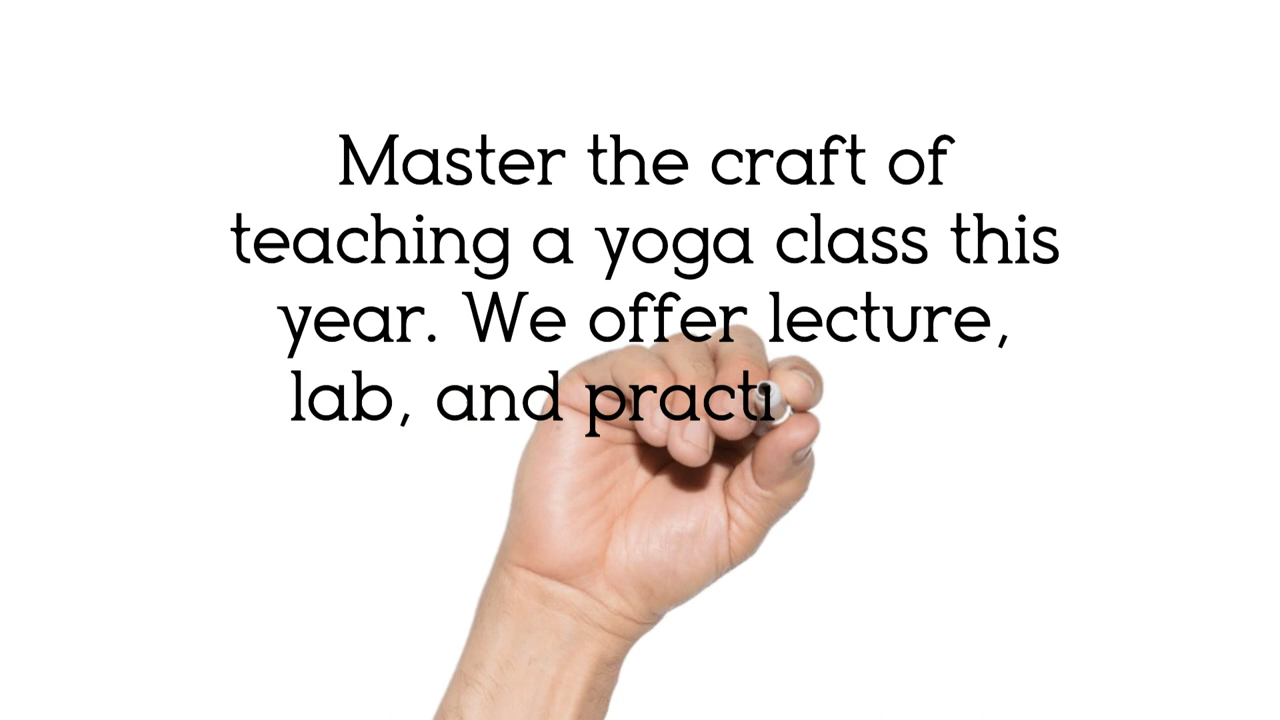 Master the craft of
teaching a yoga class this
year. We offer lecture,
lab, and practi